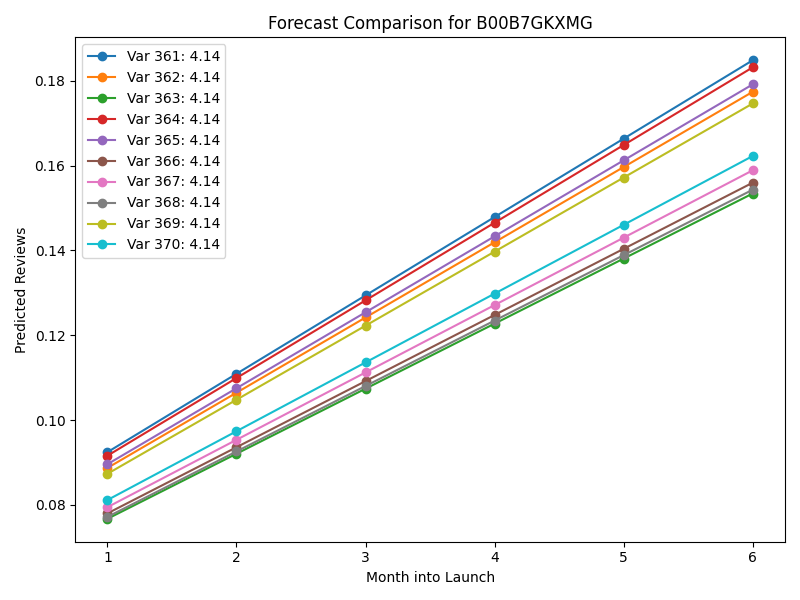 Forecast Comparison for B00B7GKXMG
Var 361: 4.14
Var 362: 4.14
Var 363: 4.14
Var 364: 4.14
Var 365: 4.14
Var 366: 4.14
Var 367: 4.14
Var 368: 4.14
Var 369: 4.14
Var 370: 4.14
Predicted Reviews
0.18
0.16
0.14
0.12
0.10
0.08
1 2 3 4 5 6
Month into Launch